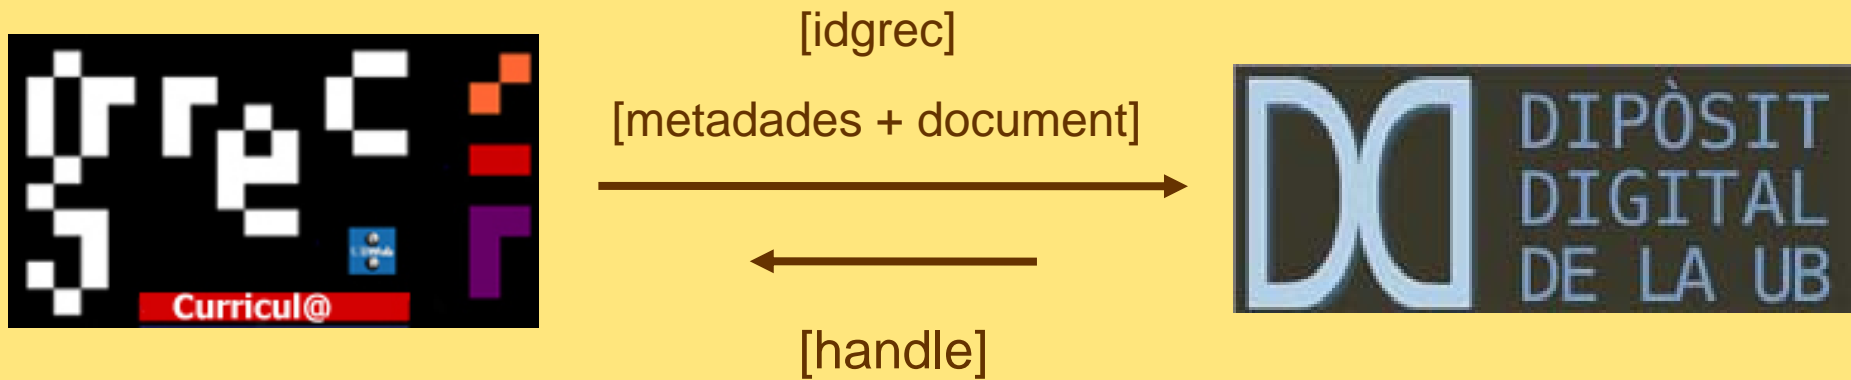 grec
Curricul@
[idgrec]
[metadades + document]
[handle]
DIPÒSIT
DIGITAL
DE LA UB